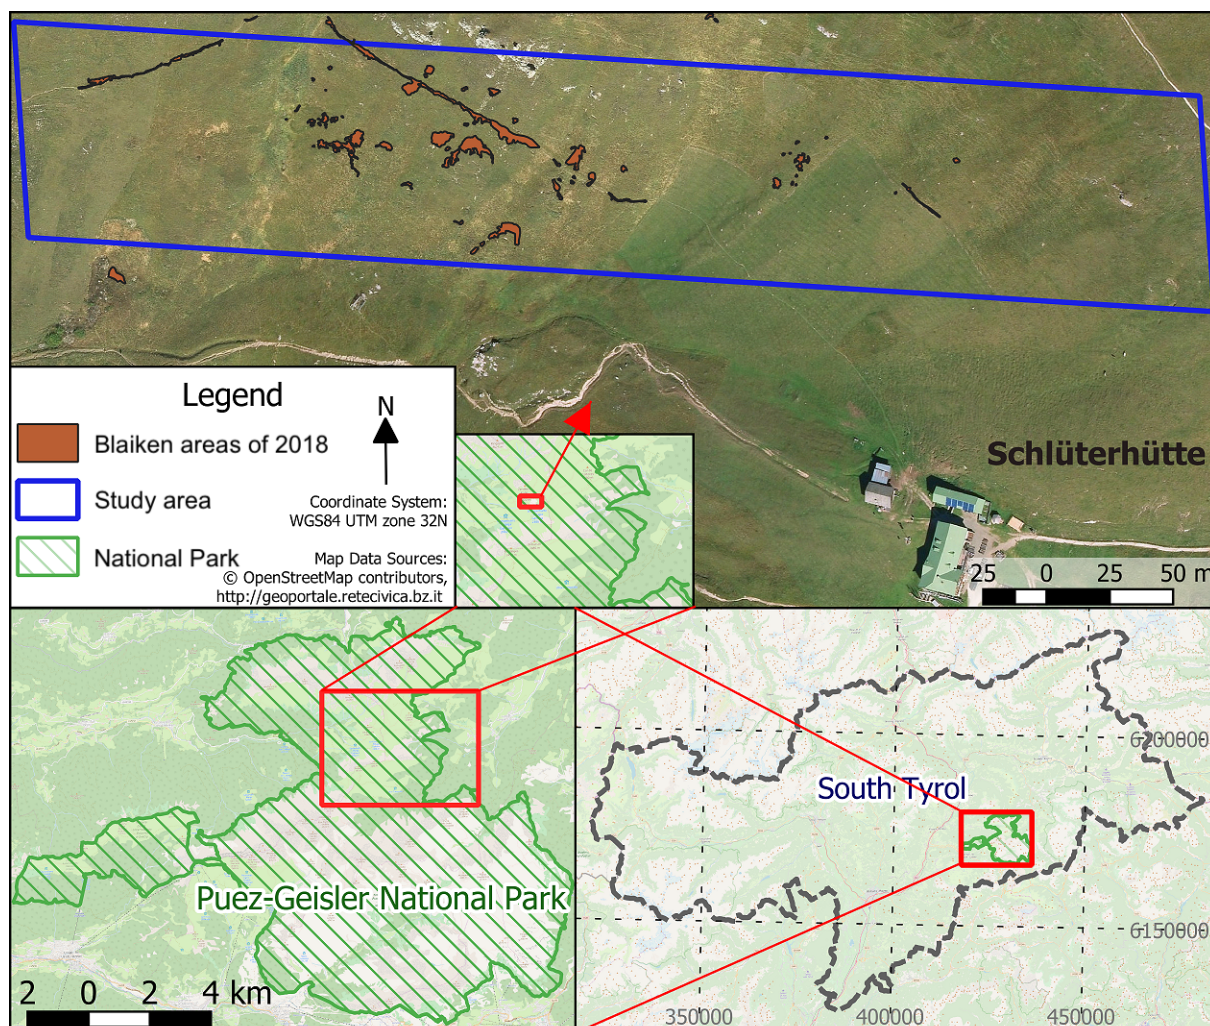 Schlüterhütte
25 0 25 50 m
Legend
N
Blaiken areas of 2018
Study area
National Park
Coordinate System:
WGS84 UTM zone 32N
Map Data Sources:
© OpenStreetMap contributors,
http://geoportale.retecivica.bz.it
Puez-Geisler National Park
2 0 2 4 km
South Tyrol
6200000
6150000
350000 400000 450000